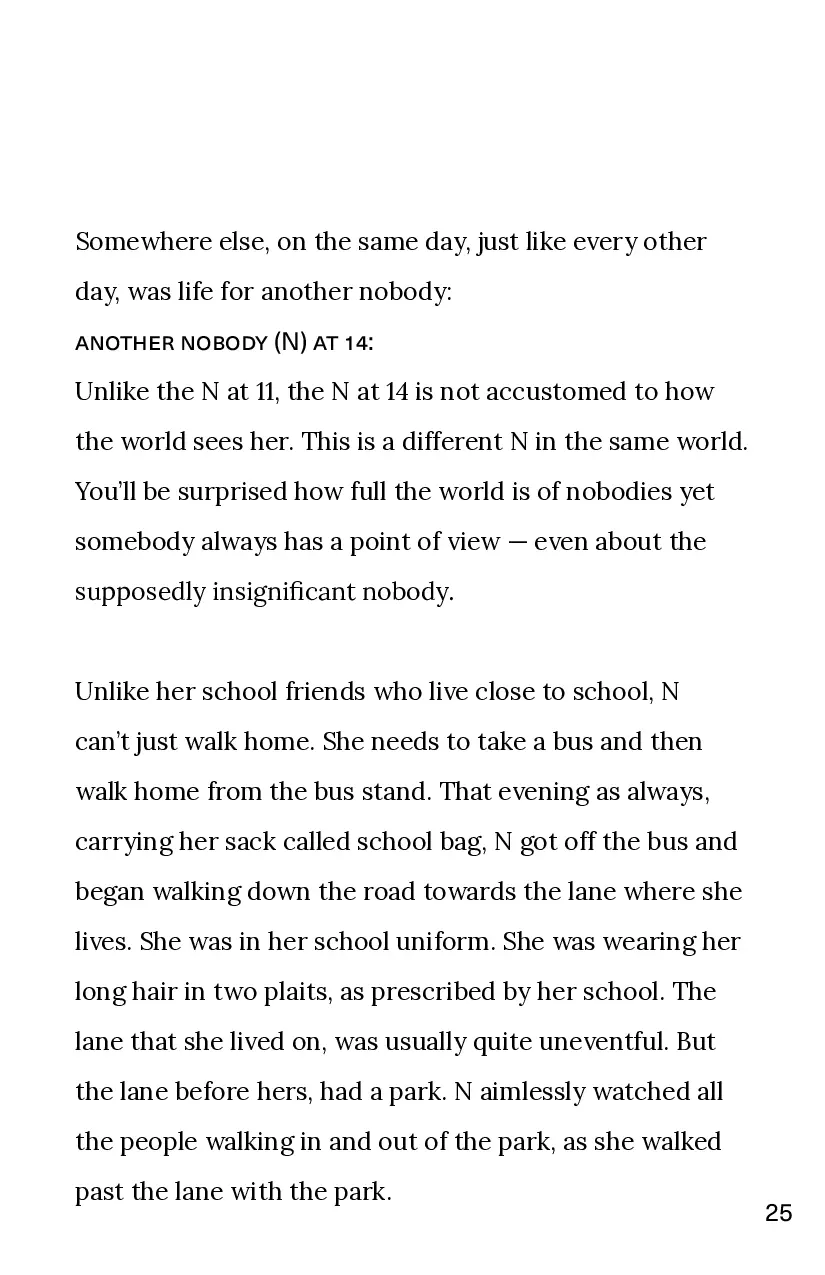 Somewhere else, on the same day, just like every other
day, was life for another nobody:
ANOTHER NOBODY (N) AT 14:
Unlike the N at 11, the N at 14 is not accustomed to how
the world sees her. This is a different N in the same world.
You’ll be surprised how full the world is of nobodies yet
somebody always has a point of view — even about the
supposedly insignificant nobody.
Unlike her school friends who live close to school, N
can’t just walk home. She needs to take a bus and then
walk home from the bus stand. That evening as always,
carrying her sack called school bag, N got off the bus and
began walking down the road towards the lane where she
lives. She was in her school uniform. She was wearing her
long hair in two plaits, as prescribed by her school. The
lane that she lived on, was usually quite uneventful. But
the lane before hers, had a park. N aimlessly watched all
the people walking in and out of the park, as she walked
past the lane with the park.
25